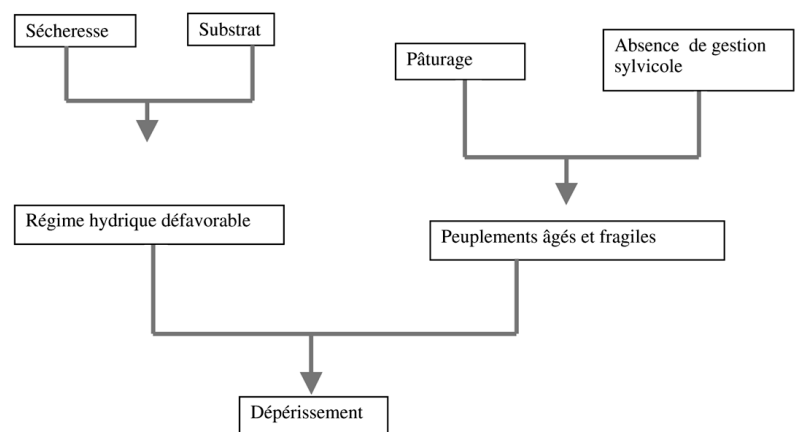 Sécheresse
Substrat
Pâturage
Absence de gestion
sylvicole
Régime hydrique défavorable
Peuplements âgés et fragiles
Dépérissement